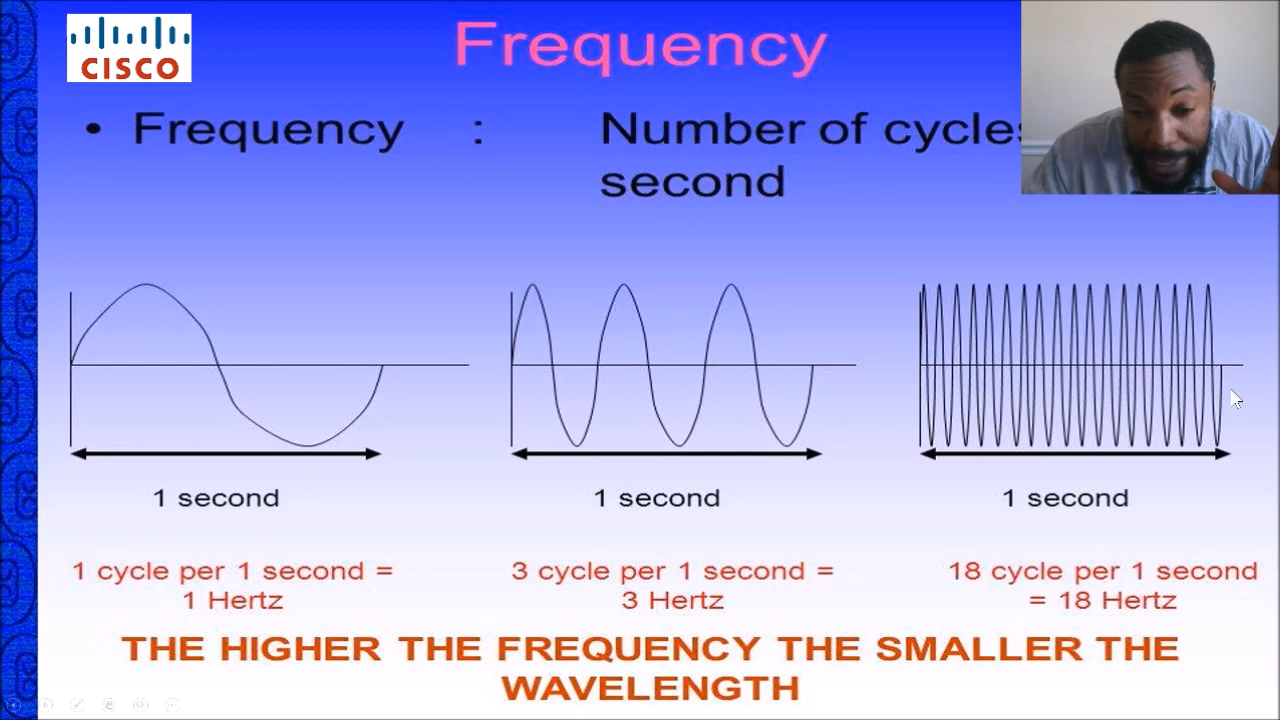 CISCO
Frequency
• Frequency : Number of cycles
second
1 second
1 second
1 second
1 cycle per 1 second =
1 Hertz
3 cycle per 1 second =
3 Hertz
18 cycle per 1 second
= 18 Hertz
THE HIGHER THE FREQUENCY THE SMALLER THE
WAVELENGTH